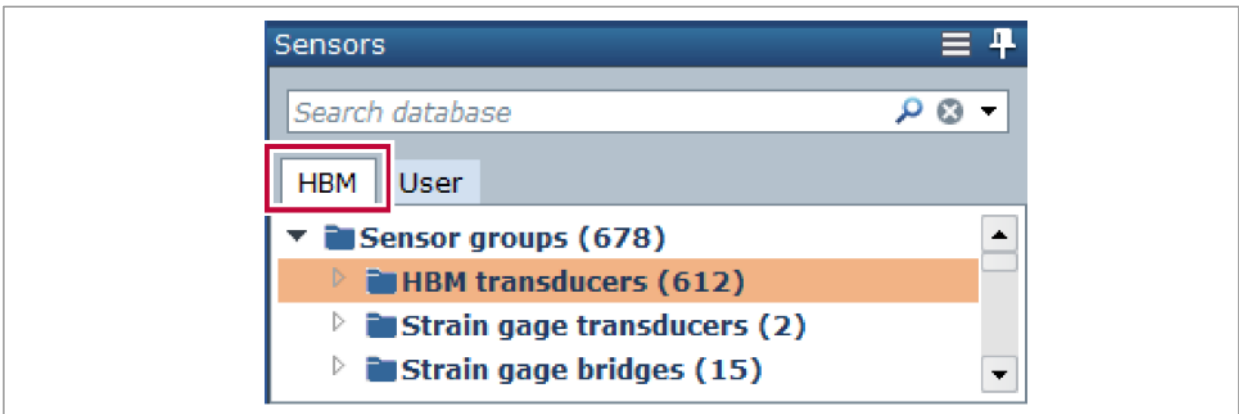 Sensors
Search database
HBM User
Sensor groups (678)
HBM transducers (612)
Strain gage transducers (2)
Strain gage bridges (15)